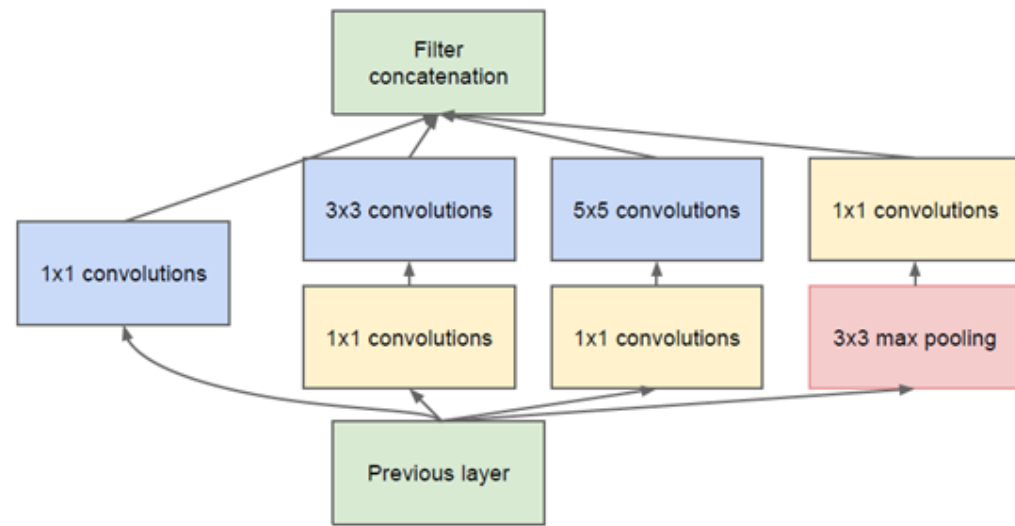 Filter
concatenation
3x3 convolutions
5x5 convolutions
1x1 convolutions
1x1 convolutions
1x1 convolutions
1x1 convolutions
3x3 max pooling
Previous layer